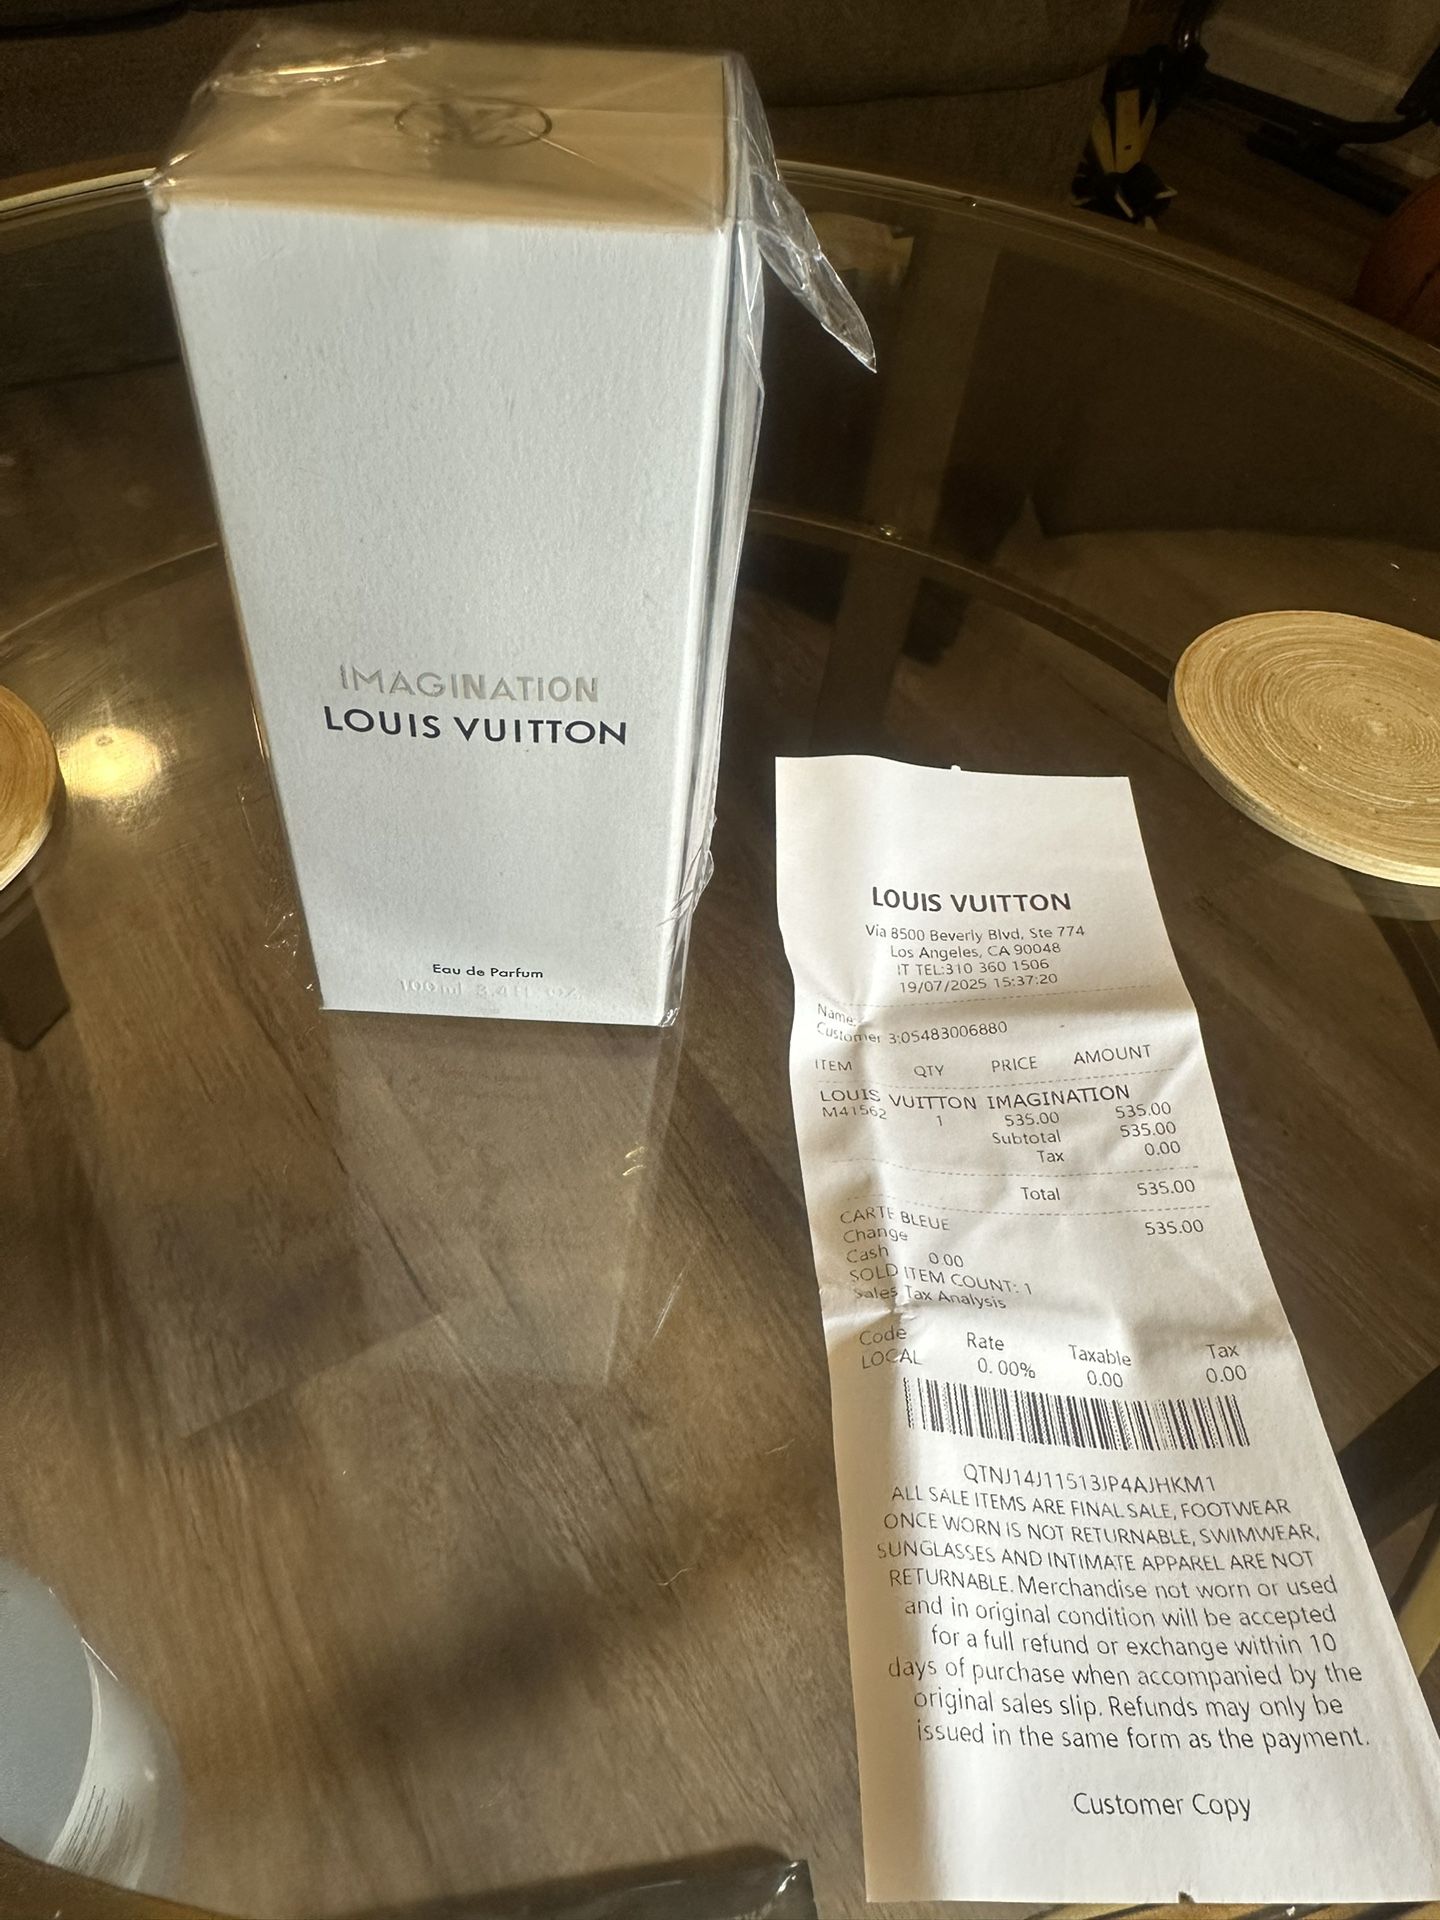 IMAGINATION
LOUIS VUITTON
Eau de Parfum
100ml 3.4 fl. oz.
LOUIS VUITTON
Via 8500 Beverly Blvd, Ste 774
Los Angeles, CA 90048
IT TEL:310 360 1506
19/07/2025 15:37:20
Name:
Customer 3:05483006880
ITEM QTY PRICE AMOUNT
LOUIS VUITTON IMAGINATION
M41562 1 535.00 535.00
Subtotal 535.00
Tax 0.00
Total 535.00
CARTE BLEUE 535.00
Change
Cash 0.00
SOLD ITEM COUNT: 1
Sales Tax Analysis
Code Rate Taxable Tax
LOCAL 0.00% 0.00 0.00
QTNJ14J11513JP4AJHKM1
ALL SALE ITEMS ARE FINAL SALE, FOOTWEAR
ONCE WORN IS NOT RETURNABLE, SWIMWEAR,
SUNGLASSES AND INTIMATE APPAREL ARE NOT
RETURNABLE. Merchandise not worn or used
and in original condition will be accepted
for a full refund or exchange within 10
days of purchase when accompanied by the
original sales slip. Refunds may only be
issued in the same form as the payment.
Customer Copy